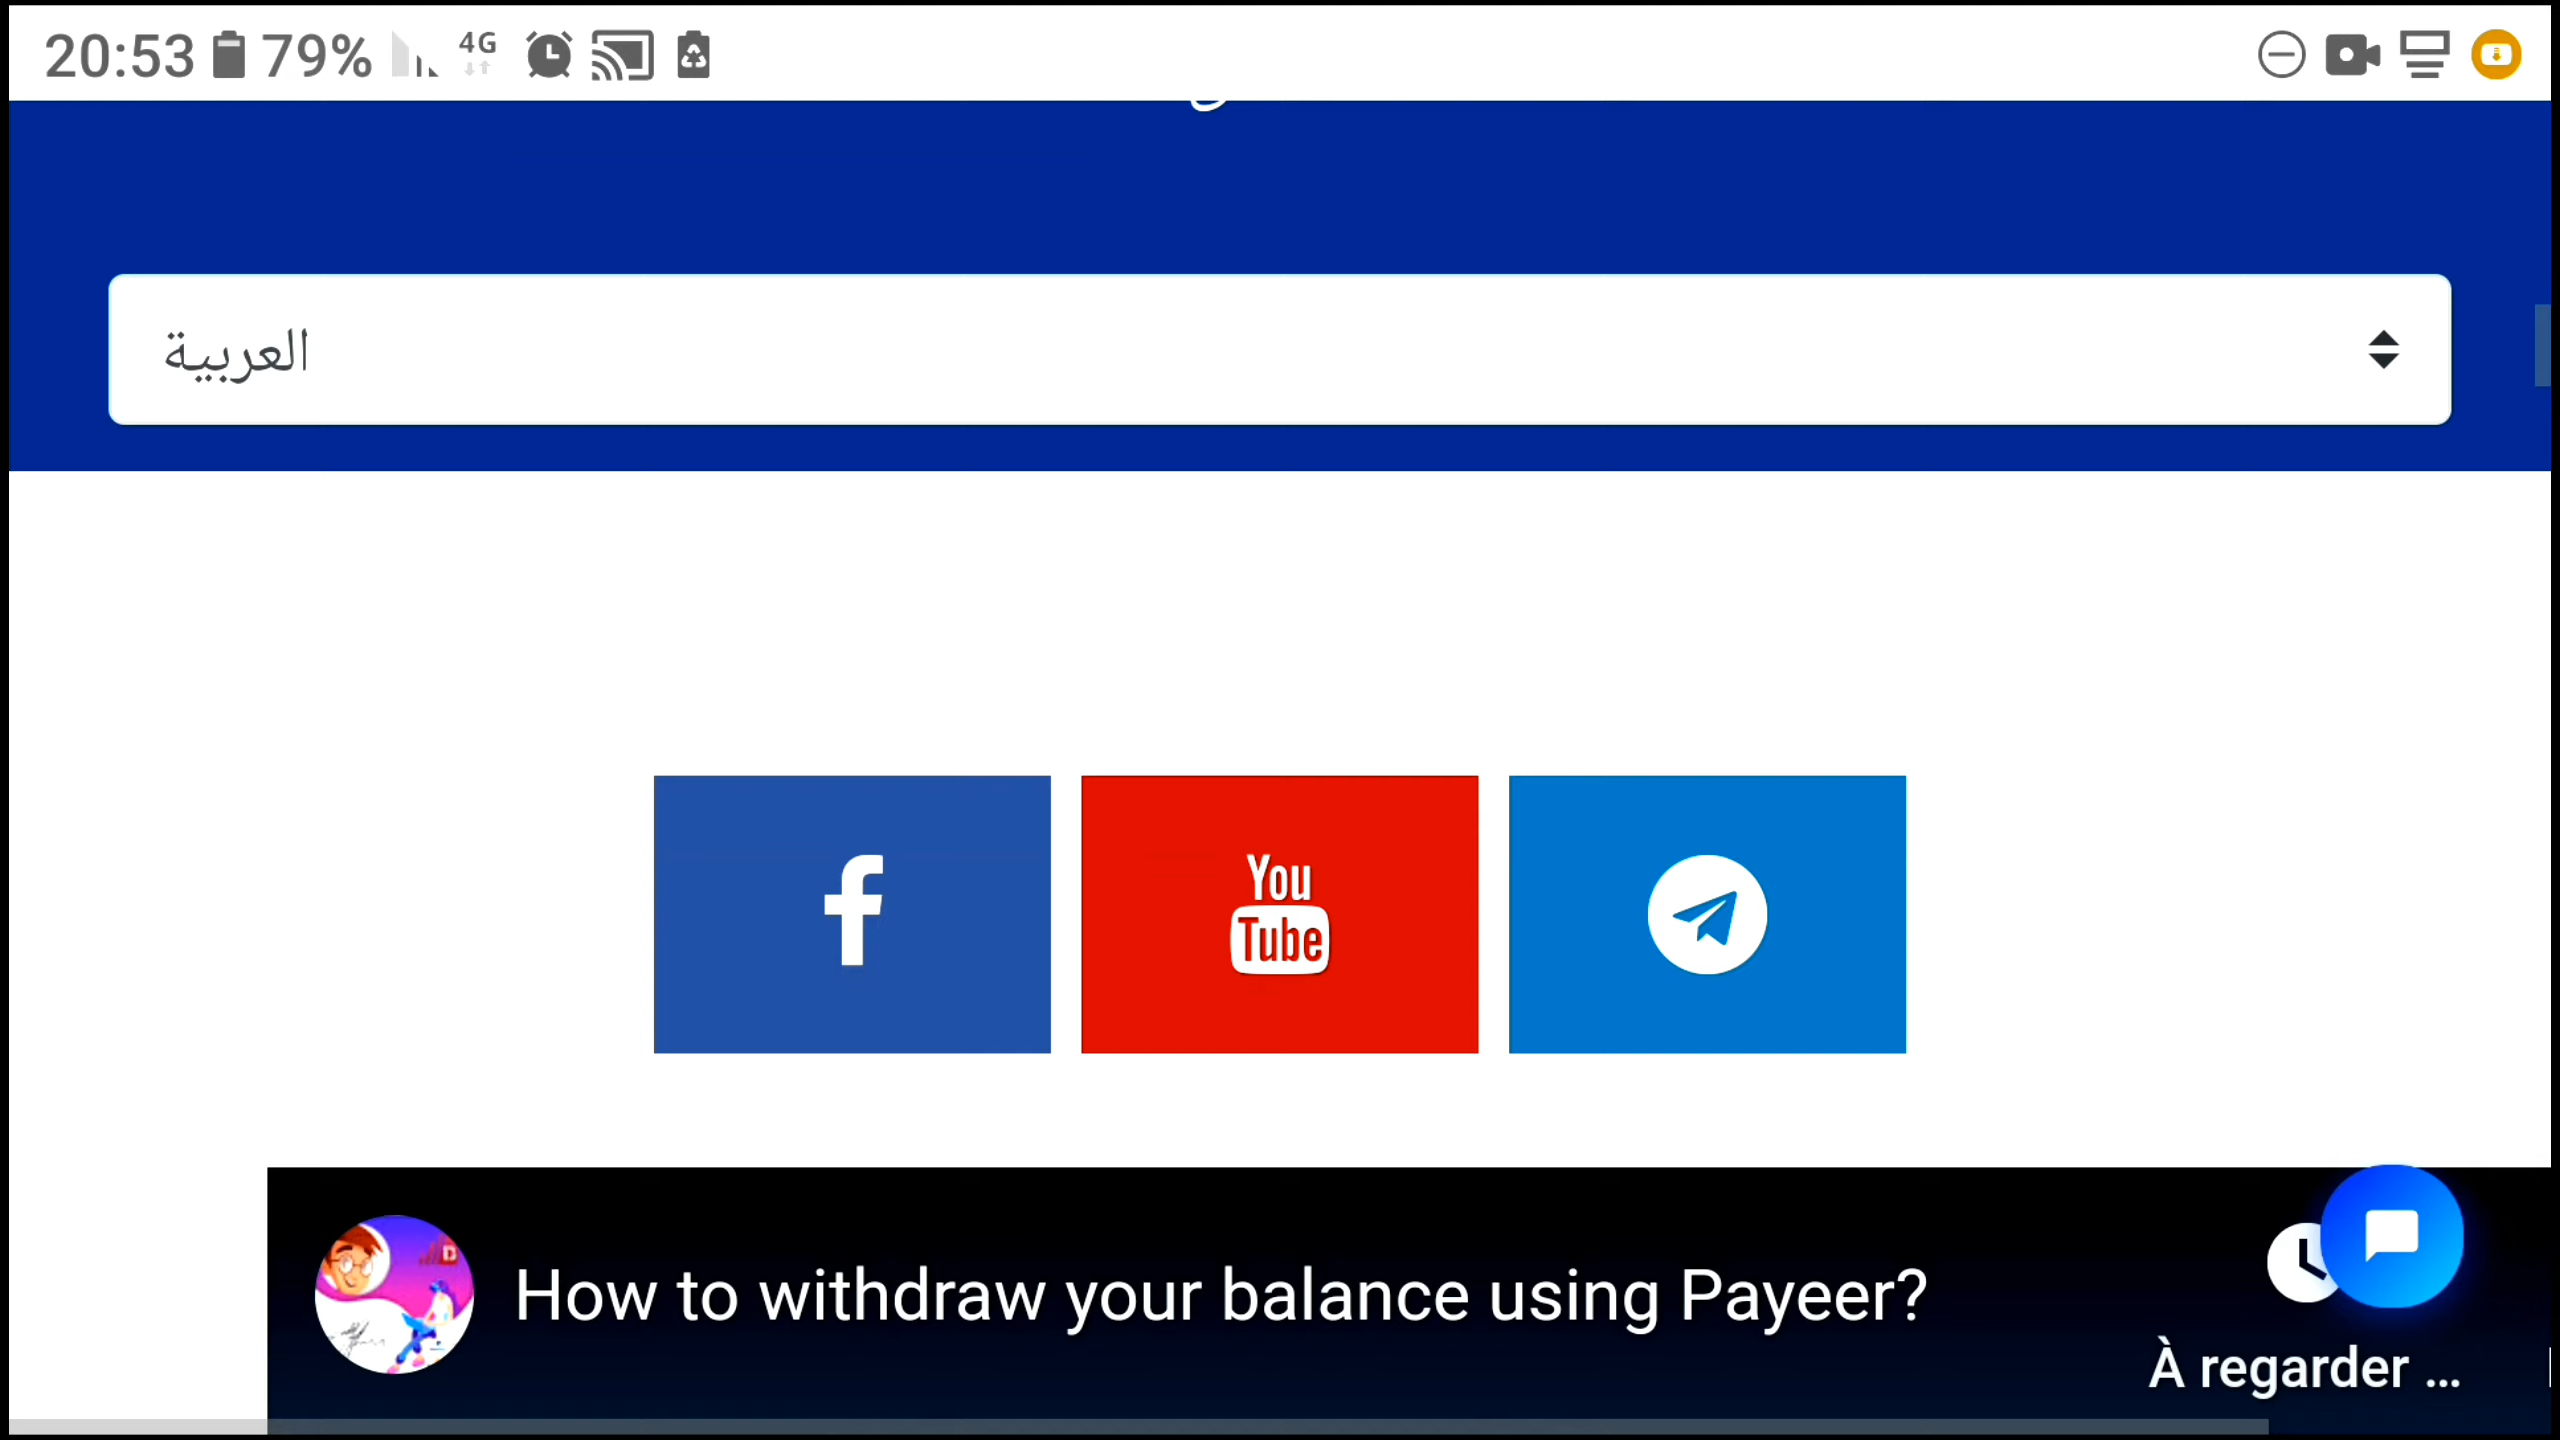 20:53 79% 4G
العربية
f
You
Tube
How to withdraw your balance using Payeer?
À regarder ...